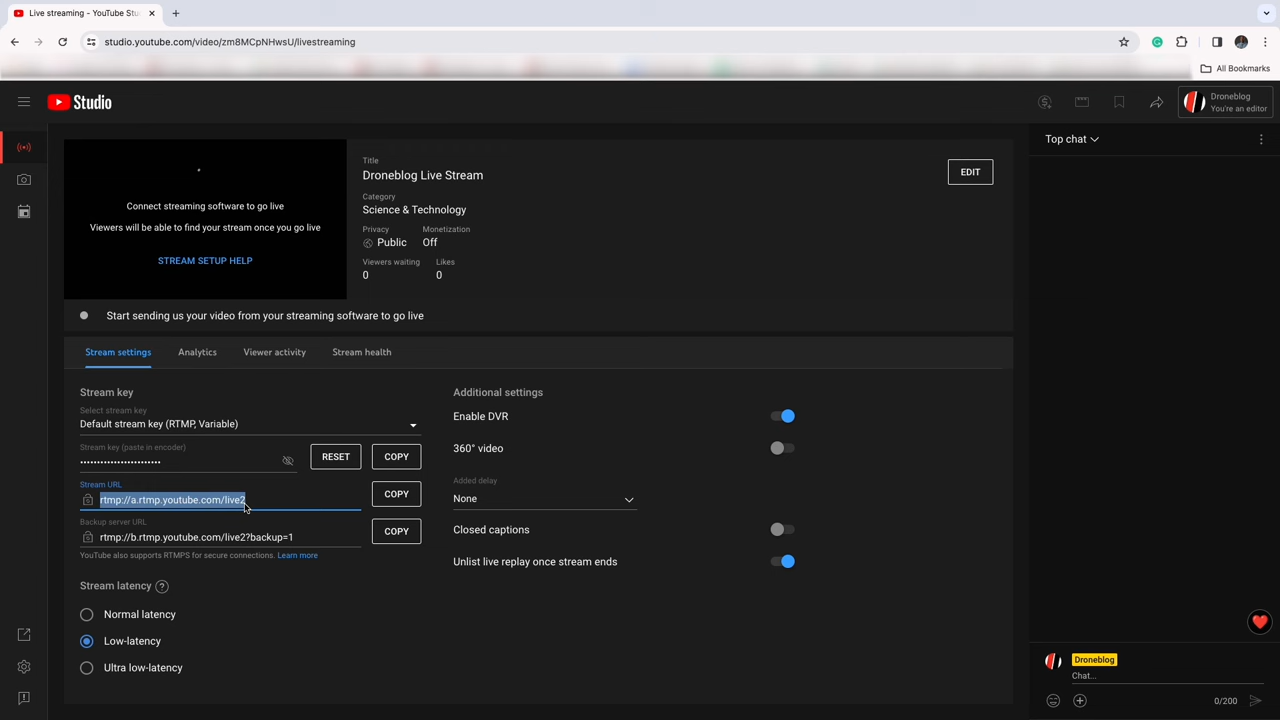 Live streaming - YouTube Stu
studio.youtube.com/video/zm8MCpNHwsU/livestreaming
All Bookmarks
Studio
Droneblog
You're an editor
Connect streaming software to go live
Viewers will be able to find your stream once you go live
STREAM SETUP HELP
Title
Droneblog Live Stream
EDIT
Category
Science & Technology
Privacy Monetization
Public Off
Viewers waiting Likes
0 0
Top chat
Start sending us your video from your streaming software to go live
Stream settings Analytics Viewer activity Stream health
Stream key
Select stream key
Default stream key (RTMP, Variable)
Stream key (paste in encoder)
•••••••••••••••••••••••• RESET COPY
Stream URL
rtmp://a.rtmp.youtube.com/live2 COPY
Backup server URL
rtmp://b.rtmp.youtube.com/live2?backup=1 COPY
YouTube also supports RTMPS for secure connections. Learn more
Stream latency ?
Normal latency
Low-latency
Ultra low-latency
Additional settings
Enable DVR
360° video
Added delay
None
Closed captions
Unlist live replay once stream ends
Droneblog
Chat...
0/200